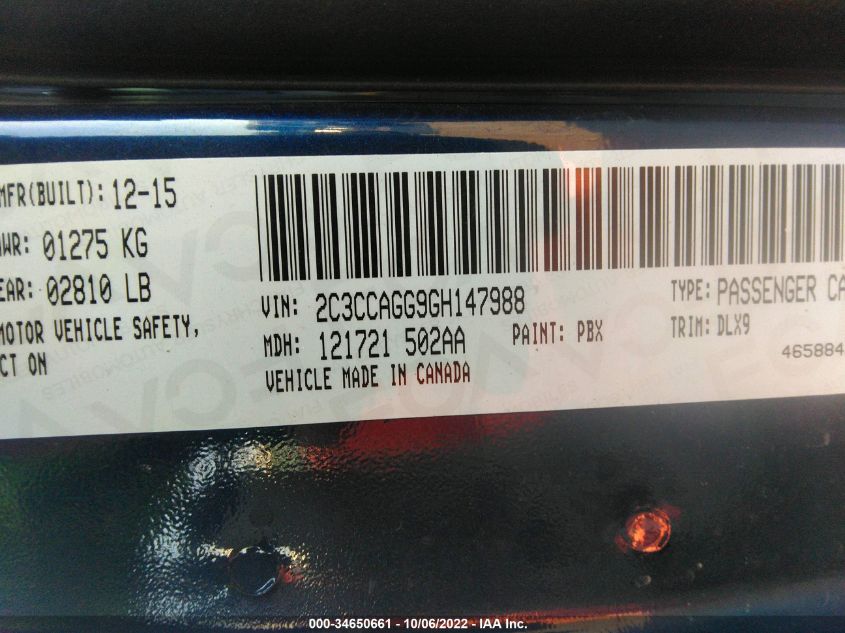 MFR(BUILT): 12-15
WR: 01275 KG
EAR: 02810 LB
MOTOR VEHICLE SAFETY,
CT ON
VIN: 2C3CCAGG9GH147988
MDH: 121721 502AA PAINT: PBX
VEHICLE MADE IN CANADA
TYPE: PASSENGER CA
TRIM: DLX9
465884
000-34650661 - 10/06/2022 - IAA Inc.